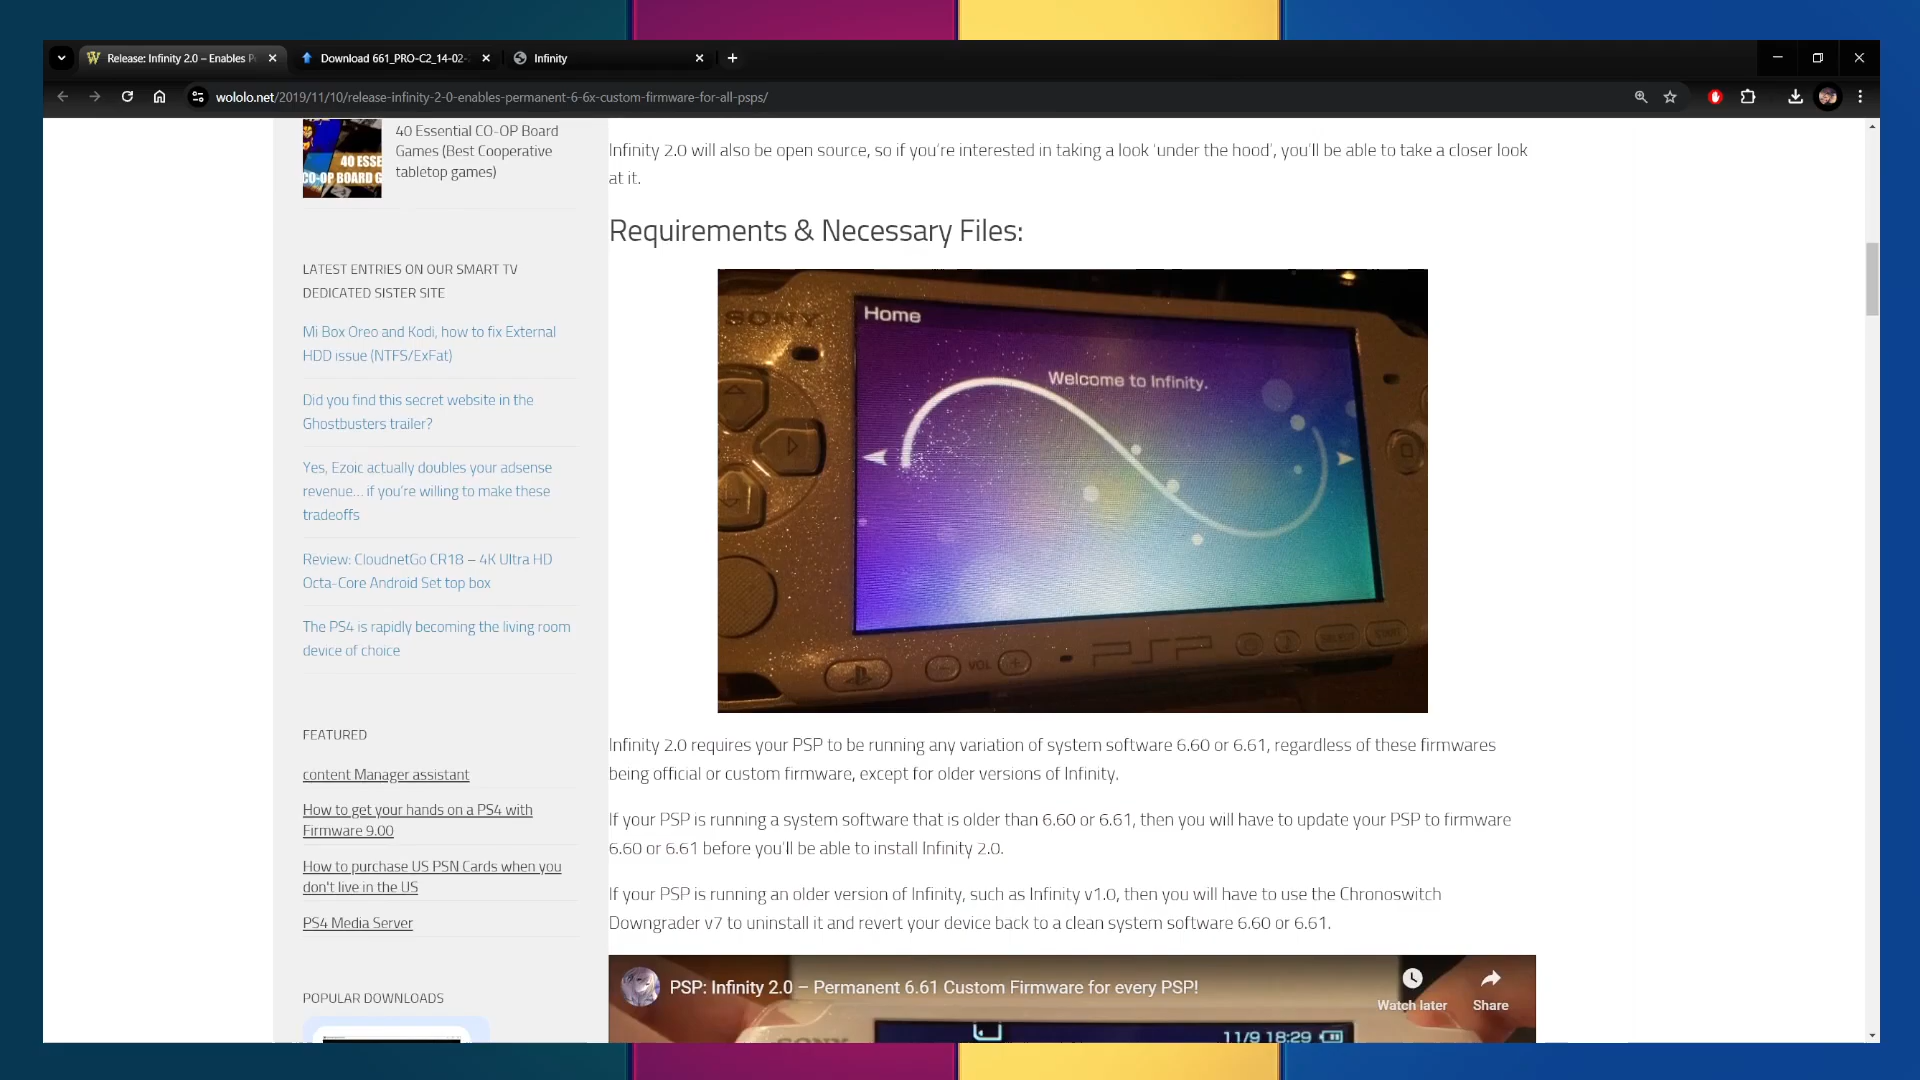 Release: Infinity 2.0 – Enables P
Download 661_PRO-C2_14-02-
Infinity
wololo.net/2019/11/10/release-infinity-2-0-enables-permanent-6-6x-custom-firmware-for-all-psps/
40 ESSE
CO-OP BOARD G
40 Essential CO-OP Board
Games (Best Cooperative
tabletop games)
LATEST ENTRIES ON OUR SMART TV
DEDICATED SISTER SITE
Mi Box Oreo and Kodi, how to fix External
HDD issue (NTFS/ExFat)
Did you find this secret website in the
Ghostbusters trailer?
Yes, Ezoic actually doubles your adsense
revenue… if you're willing to make these
tradeoffs
Review: CloudnetGo CR18 – 4K Ultra HD
Octa-Core Android Set top box
The PS4 is rapidly becoming the living room
device of choice
FEATURED
content Manager assistant
How to get your hands on a PS4 with
Firmware 9.00
How to purchase US PSN Cards when you
don't live in the US
PS4 Media Server
POPULAR DOWNLOADS
Infinity 2.0 will also be open source, so if you're interested in taking a look 'under the hood', you'll be able to take a closer look
at it.
Requirements & Necessary Files:
SONY
Home
Welcome to Infinity.
VOL
PSP
SELECT
START
Infinity 2.0 requires your PSP to be running any variation of system software 6.60 or 6.61, regardless of these firmwares
being official or custom firmware, except for older versions of Infinity.
If your PSP is running a system software that is older than 6.60 or 6.61, then you will have to update your PSP to firmware
6.60 or 6.61 before you'll be able to install Infinity 2.0.
If your PSP is running an older version of Infinity, such as Infinity v1.0, then you will have to use the Chronoswitch
Downgrader v7 to uninstall it and revert your device back to a clean system software 6.60 or 6.61.
PSP: Infinity 2.0 – Permanent 6.61 Custom Firmware for every PSP!
Watch later
Share
SONY
11/9 18:29